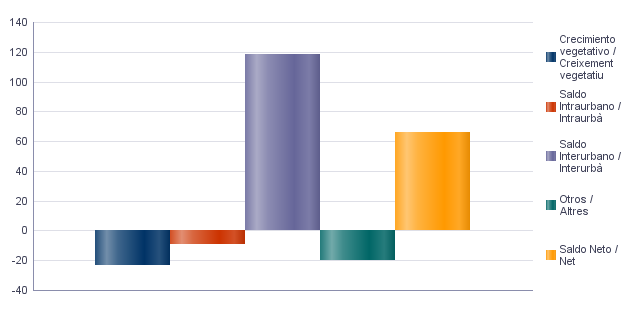 140
120
100
80
60
40
20
0
-20
-40
Crecimiento
vegetativo /
Creixement
vegetatiu
Saldo
Intraurbano /
Intraurbà
Saldo
Interurbano /
Interurbà
Otros /
Altres
Saldo Neto /
Net